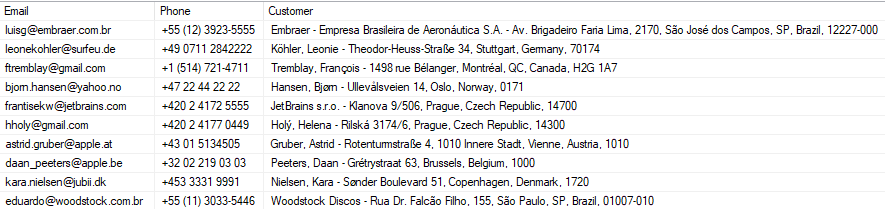 Email Phone Customer
luisg@embraer.com.br +55 (12) 3923-5555 Embraer - Empresa Brasileira de Aeronáutica S.A. - Av. Brigadeiro Faria Lima, 2170, São José dos Campos, SP, Brazil, 12227-000
leonekohler@surfeu.de +49 0711 2842222 Köhler, Leonie - Theodor-Heuss-Straße 34, Stuttgart, Germany, 70174
ftremblay@gmail.com +1 (514) 721-4711 Tremblay, François - 1498 rue Bélanger, Montréal, QC, Canada, H2G 1A7
bjorn.hansen@yahoo.no +47 22 44 22 22 Hansen, Bjørn - Ullevålsveien 14, Oslo, Norway, 0171
frantisekw@jetbrains.com +420 2 4172 5555 JetBrains s.r.o. - Klanova 9/506, Prague, Czech Republic, 14700
hholy@gmail.com +420 2 4177 0449 Holý, Helena - Rilská 3174/6, Prague, Czech Republic, 14300
astrid.gruber@apple.at +43 01 5134505 Gruber, Astrid - Rotenturmstraße 4, 1010 Innere Stadt, Vienne, Austria, 1010
daan_peeters@apple.be +32 02 219 03 03 Peeters, Daan - Grétrystraat 63, Brussels, Belgium, 1000
kara.nielsen@jubii.dk +453 3331 9991 Nielsen, Kara - Sønder Boulevard 51, Copenhagen, Denmark, 1720
eduardo@woodstock.com.br +55 (11) 3033-5446 Woodstock Discos - Rua Dr. Falcão Filho, 155, São Paulo, SP, Brazil, 01007-010